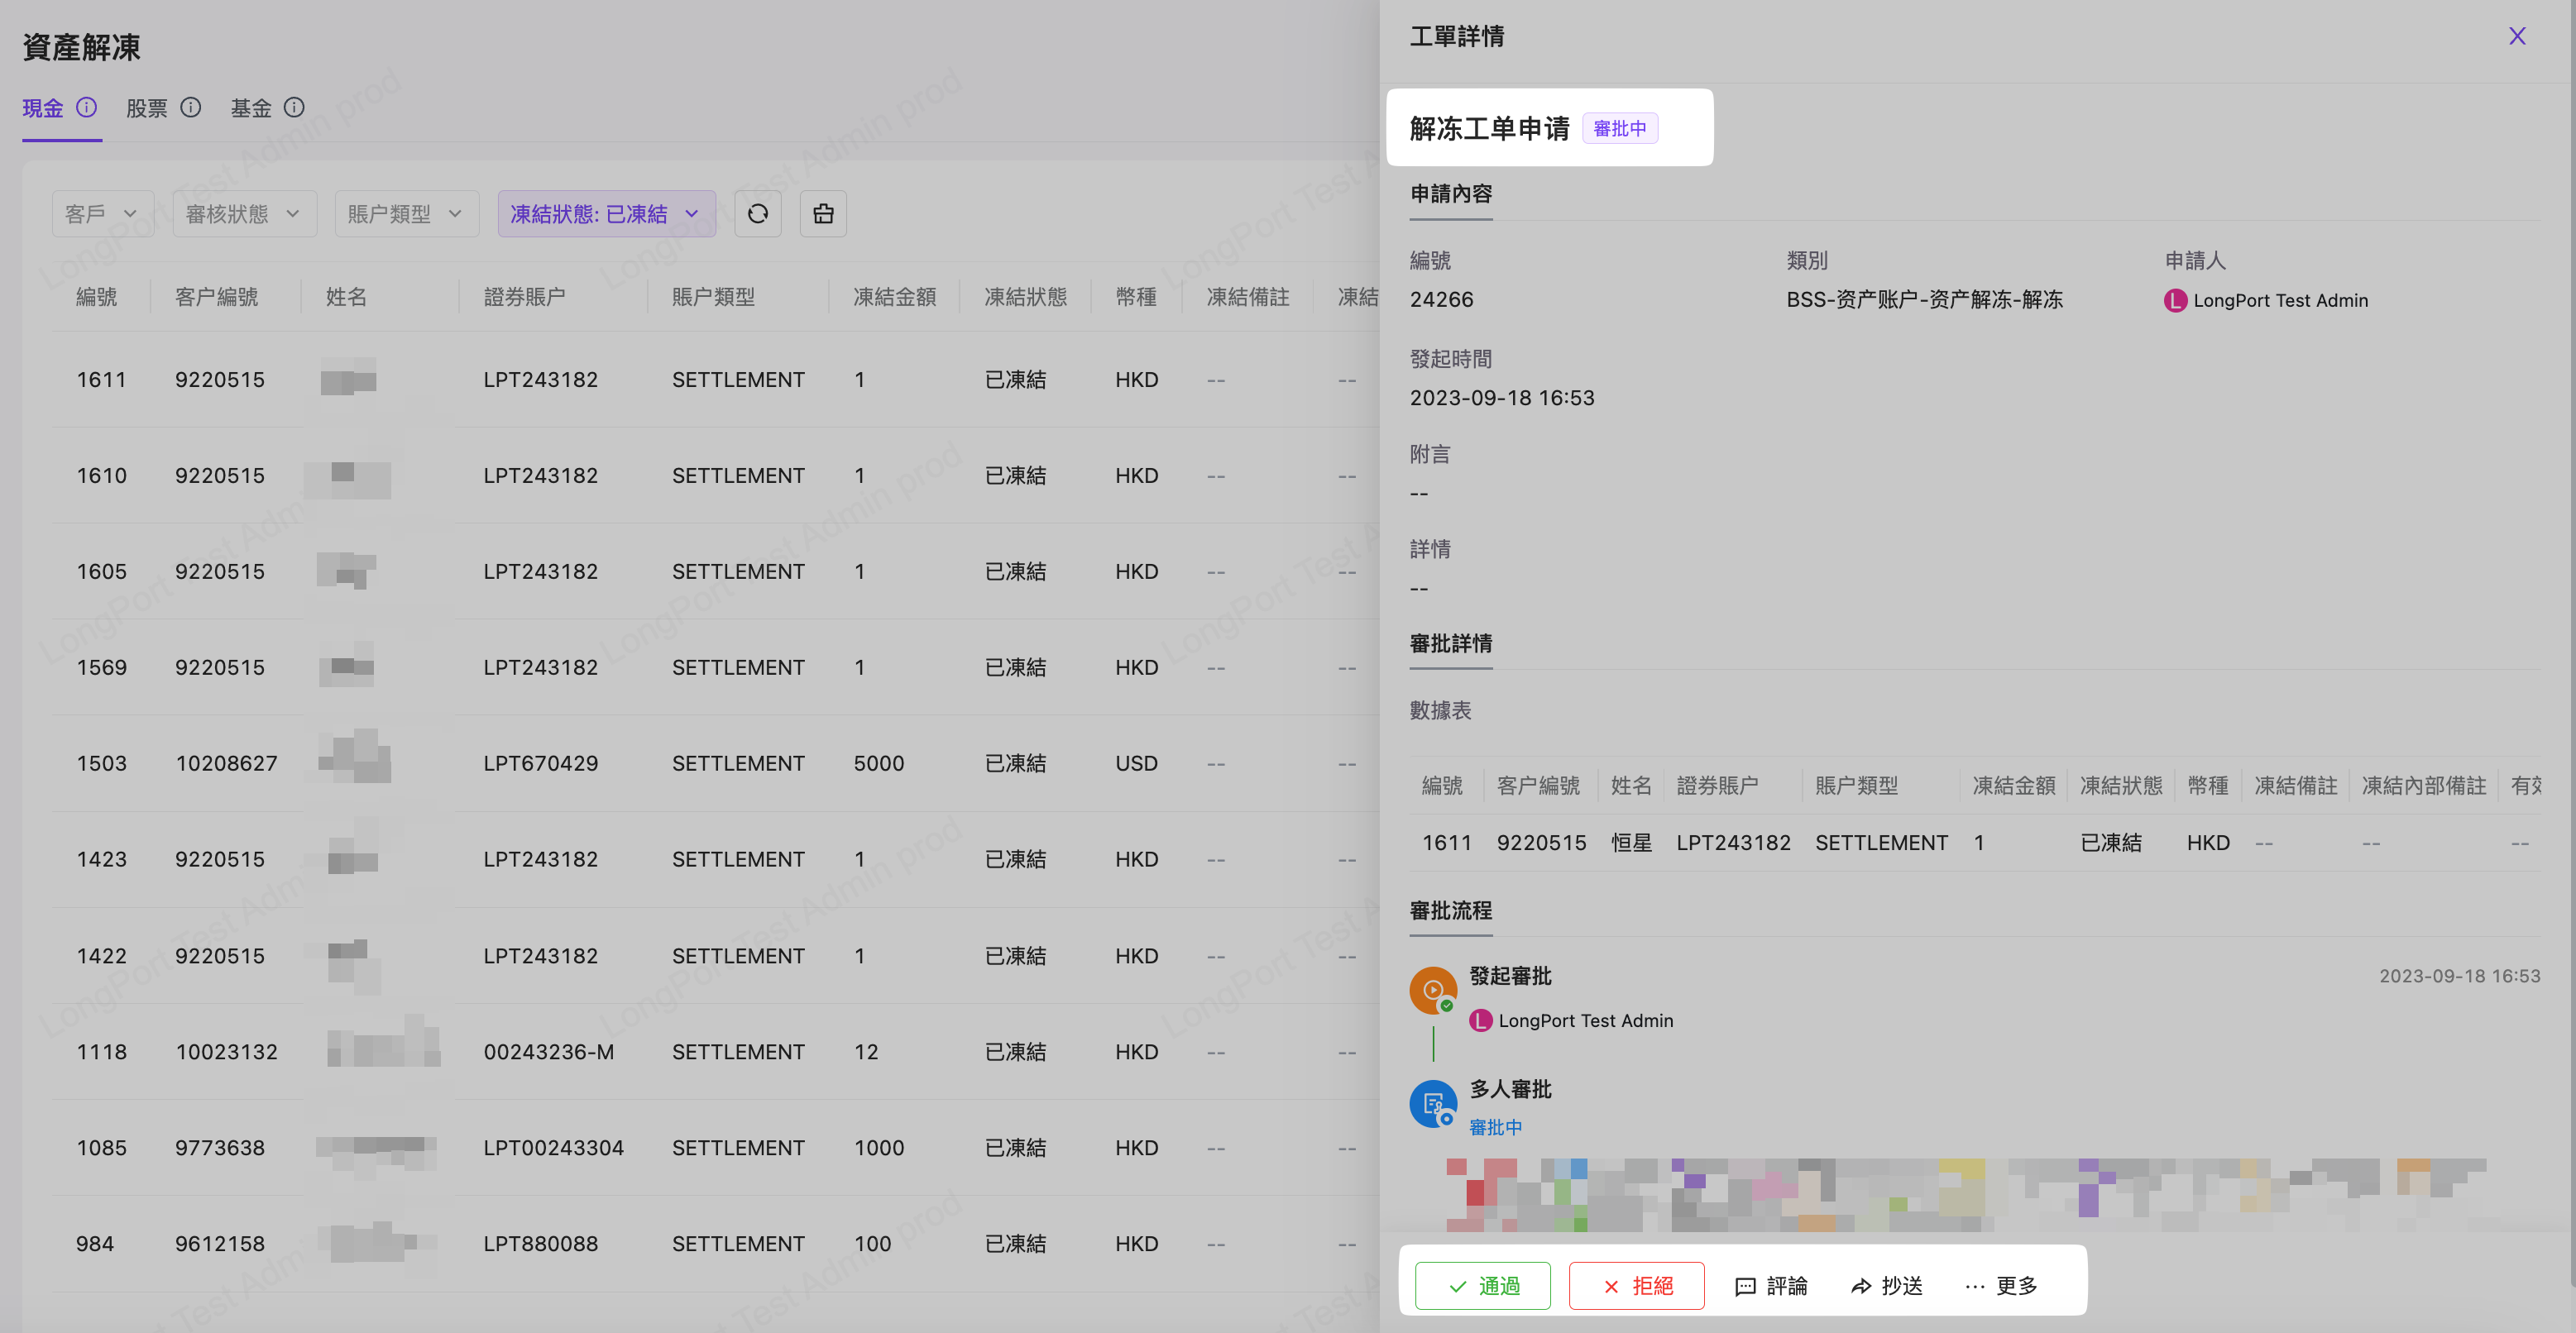 資產解凍
現金 股票 基金
客戶 審核狀態 賬户類型 凍結狀態: 已凍結
編號 客户編號 姓名 證券賬户 賬户類型 凍結金額 凍結狀態 幣種 凍結備註 凍結
1611 9220515 LPT243182 SETTLEMENT 1 已凍結 HKD -- --
1610 9220515 LPT243182 SETTLEMENT 1 已凍結 HKD -- --
1605 9220515 LPT243182 SETTLEMENT 1 已凍結 HKD -- --
1569 9220515 LPT243182 SETTLEMENT 1 已凍結 HKD -- --
1503 10208627 LPT670429 SETTLEMENT 5000 已凍結 USD -- --
1423 9220515 LPT243182 SETTLEMENT 1 已凍結 HKD -- --
1422 9220515 LPT243182 SETTLEMENT 1 已凍結 HKD -- --
1118 10023132 00243236-M SETTLEMENT 12 已凍結 HKD -- --
1085 9773638 LPT00243304 SETTLEMENT 1000 已凍結 HKD -- --
984 9612158 LPT880088 SETTLEMENT 100 已凍結 HKD -- --
LongPort Test Admin prod
工單詳情
解冻工单申请 審批中
申請內容
編號 類別 申請人
24266 BSS-资产账户-资产解冻-解冻 L LongPort Test Admin
發起時間
2023-09-18 16:53
附言
--
詳情
--
審批詳情
數據表
編號 客户編號 姓名 證券賬户 賬户類型 凍結金額 凍結狀態 幣種 凍結備註 凍結內部備註 有效
1611 9220515 恒星 LPT243182 SETTLEMENT 1 已凍結 HKD -- -- --
審批流程
發起審批 2023-09-18 16:53
L LongPort Test Admin
多人審批
審批中
通過 拒絕 評論 抄送 更多